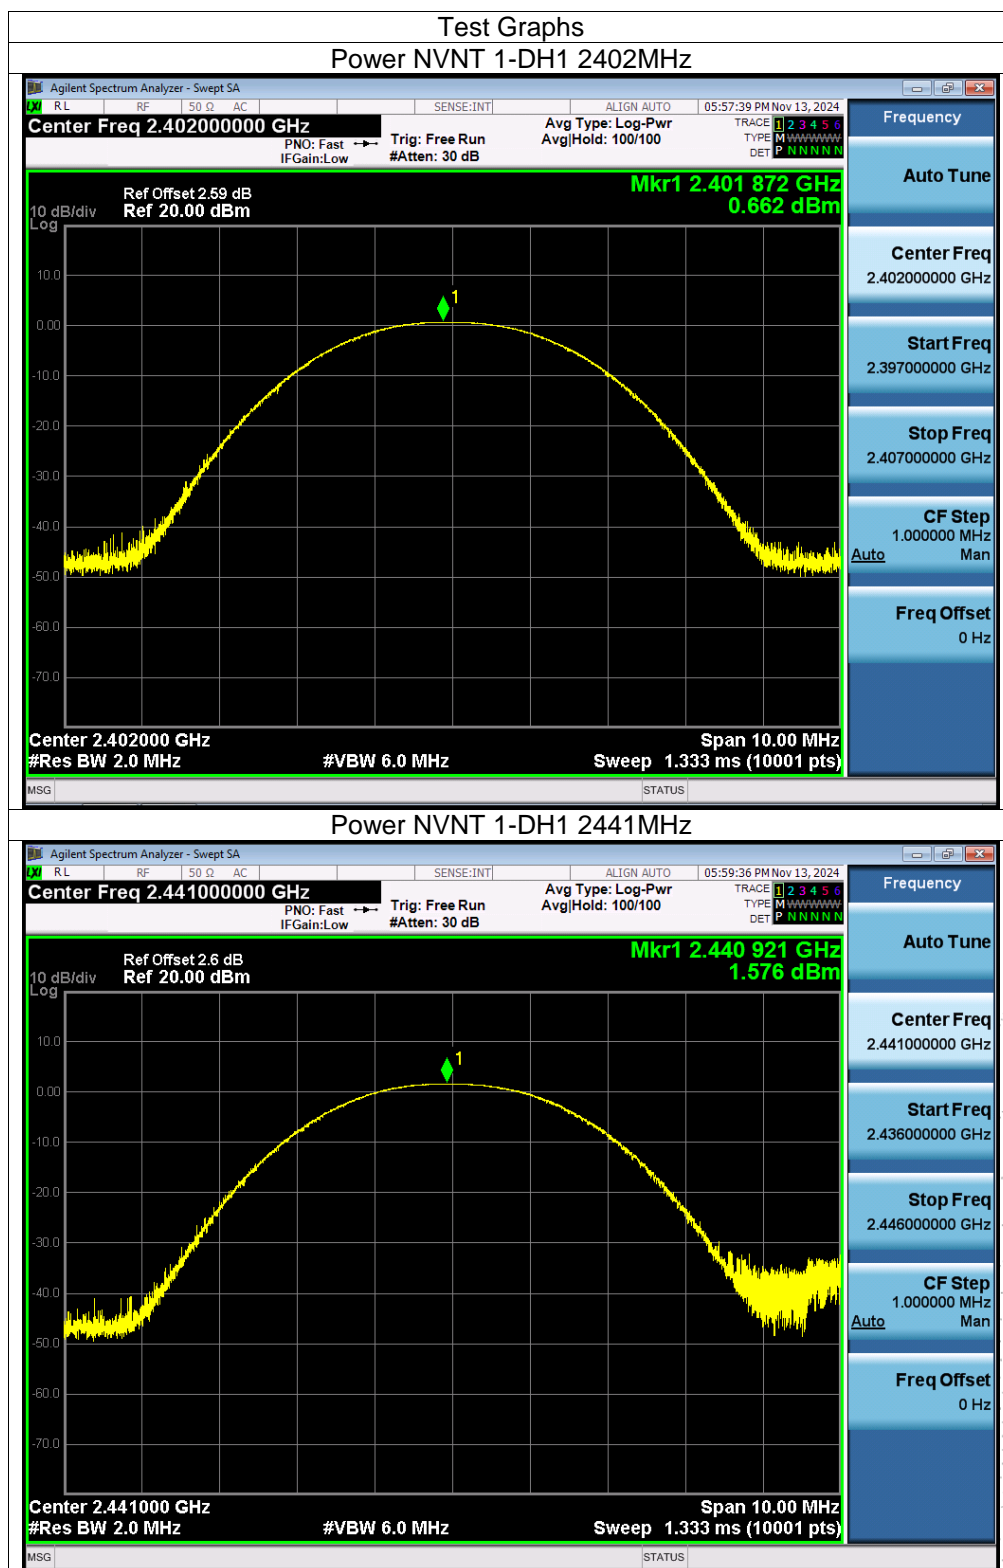 Test Graphs
Power NVNT 1-DH1 2402MHz
Agilent Spectrum Analyzer - Swept SA
LXI RL RF 50 Ω AC SENSE:INT ALIGN AUTO 05:57:39 PM Nov 13, 2024
Center Freq 2.402000000 GHz
PNO: Fast
IFGain:Low
Trig: Free Run
#Atten: 30 dB
Avg Type: Log-Pwr
Avg|Hold: 100/100
TRACE 1 2 3 4 5 6
TYPE M WWWWW
DET P N N N N N
Frequency
Mkr1 2.401 872 GHz
0.662 dBm
Ref Offset 2.59 dB
10 dB/div Ref 20.00 dBm
Log
1
10.0
0.00
-10.0
-20.0
-30.0
-40.0
-50.0
-60.0
-70.0
Center 2.402000 GHz Span 10.00 MHz
#Res BW 2.0 MHz #VBW 6.0 MHz Sweep 1.333 ms (10001 pts)
Auto Tune
Center Freq
2.402000000 GHz
Start Freq
2.397000000 GHz
Stop Freq
2.407000000 GHz
CF Step
1.000000 MHz
Auto Man
Freq Offset
0 Hz
MSG STATUS
Power NVNT 1-DH1 2441MHz
Agilent Spectrum Analyzer - Swept SA
LXI RL RF 50 Ω AC SENSE:INT ALIGN AUTO 05:59:36 PM Nov 13, 2024
Center Freq 2.441000000 GHz
PNO: Fast
IFGain:Low
Trig: Free Run
#Atten: 30 dB
Avg Type: Log-Pwr
Avg|Hold: 100/100
TRACE 1 2 3 4 5 6
TYPE M WWWWW
DET P N N N N N
Frequency
Mkr1 2.440 921 GHz
1.576 dBm
Ref Offset 2.6 dB
10 dB/div Ref 20.00 dBm
Log
1
10.0
0.00
-10.0
-20.0
-30.0
-40.0
-50.0
-60.0
-70.0
Center 2.441000 GHz Span 10.00 MHz
#Res BW 2.0 MHz #VBW 6.0 MHz Sweep 1.333 ms (10001 pts)
Auto Tune
Center Freq
2.441000000 GHz
Start Freq
2.436000000 GHz
Stop Freq
2.446000000 GHz
CF Step
1.000000 MHz
Auto Man
Freq Offset
0 Hz
MSG STATUS